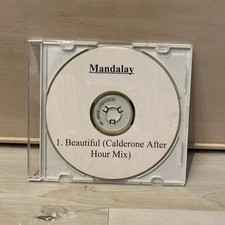 Mandalay
1. Beautiful (Calderone After
Hour Mix)